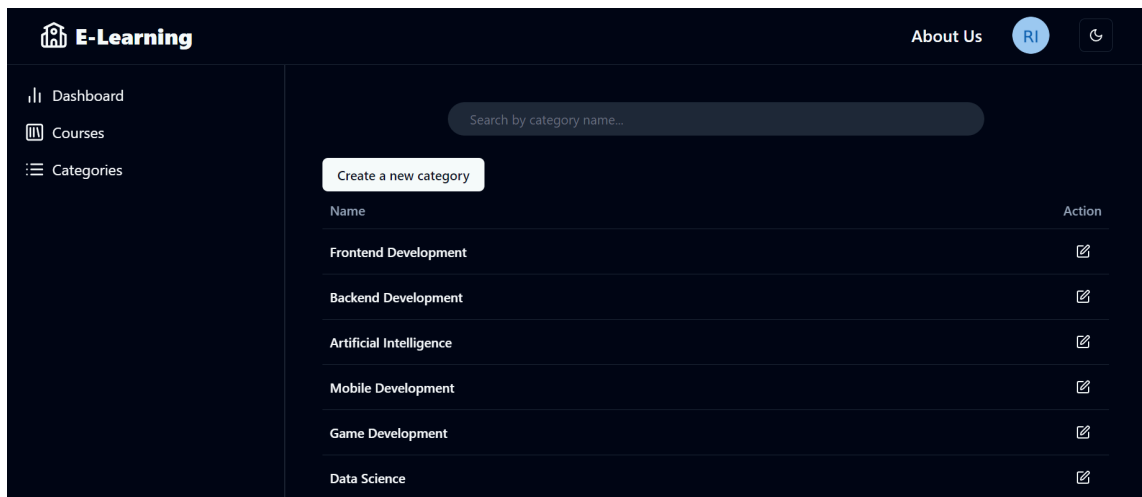 E-Learning
About Us
RI
Dashboard
Courses
Categories
Search by category name...
Create a new category
Name
Action
Frontend Development
Backend Development
Artificial Intelligence
Mobile Development
Game Development
Data Science